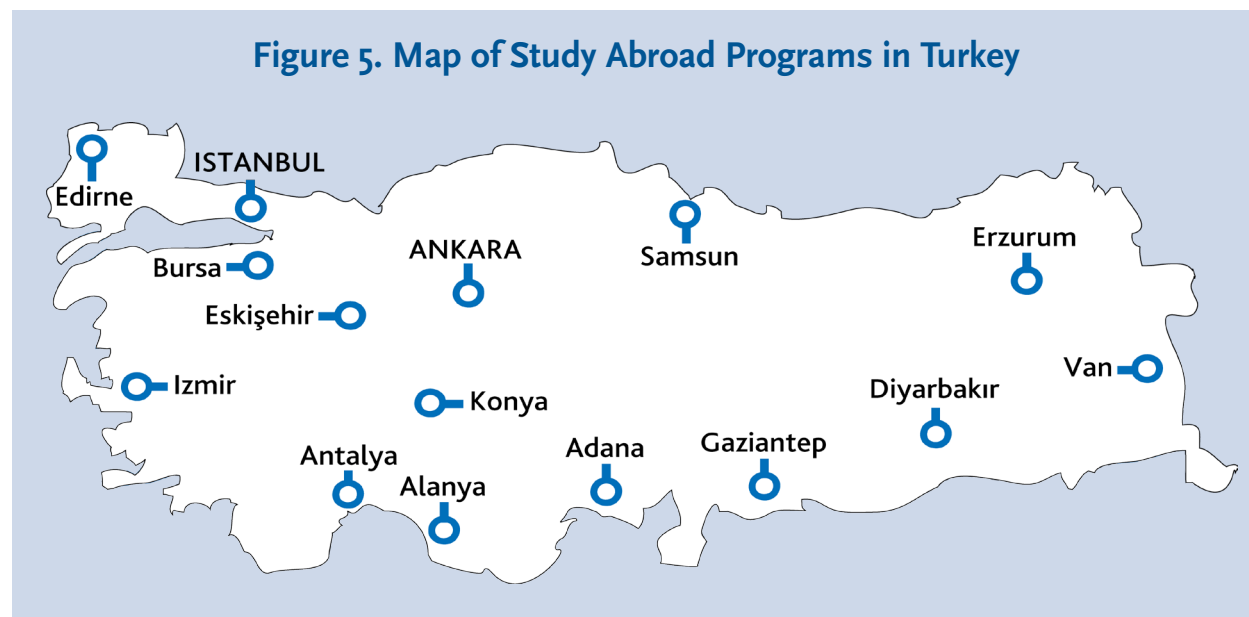 Figure 5. Map of Study Abroad Programs in Turkey
ISTANBUL
Edirne
Bursa
ANKARA
Samsun
Erzurum
Eskişehir
Izmir
Konya
Van
Diyarbakır
Antalya
Alanya
Adana
Gaziantep